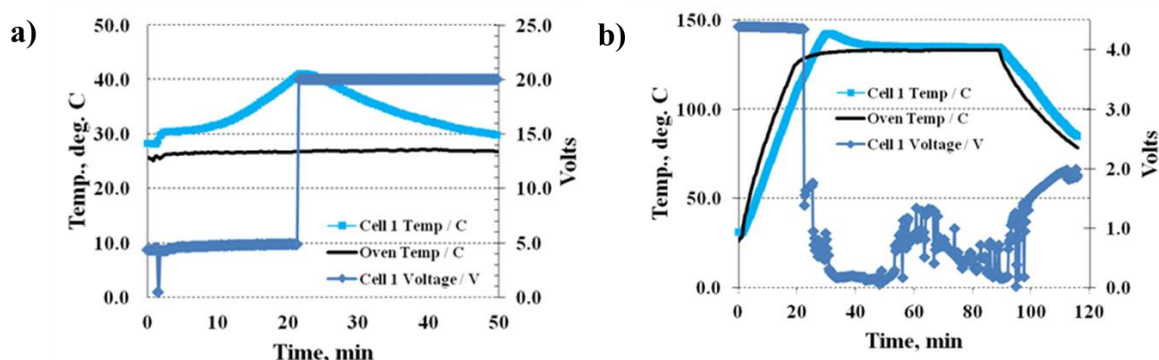 a)
50.0
40.0
30.0
20.0
10.0
0.0
Temp., deg. C
25.0
20.0
15.0
10.0
5.0
0.0
Volts
Cell 1 Temp / C
Oven Temp / C
Cell 1 Voltage / V
0
10
20
30
40
50
Time, min
b)
150.0
100.0
50.0
0.0
Temp., deg. C
4.0
3.0
2.0
1.0
0.0
Volts
Cell 1 Temp / C
Oven Temp / C
Cell 1 Voltage / V
0
20
40
60
80
100
120
Time, min